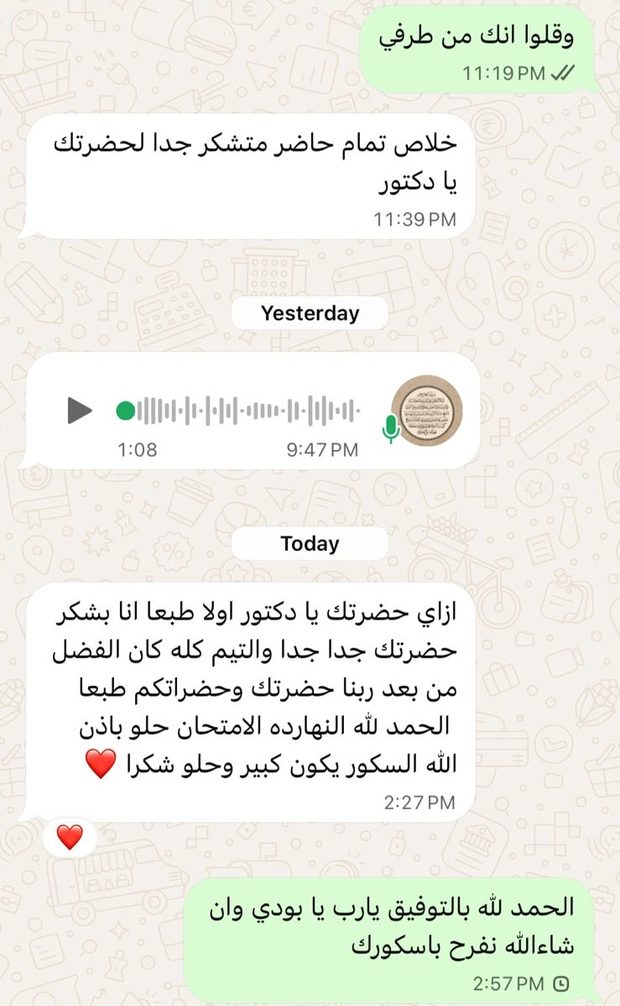 وقلوا انك من طرفي
11:19 PM
خلاص تمام حاضر متشكر جدا لحضرتك
يا دكتور
11:39 PM
Yesterday
1:08
9:47 PM
Today
ازاي حضرتك يا دكتور اولا طبعا انا بشكر
حضرتك جدا جدا والتيم كله كان الفضل
من بعد ربنا حضرتك وحضراتكم طبعا
الحمد لله النهارده الامتحان حلو باذن
الله السكور يكون كبير وحلو شكرا ❤️
2:27 PM
❤️
الحمد لله بالتوفيق يارب يا بودي وان
شاءالله نفرح باسكورك
2:57 PM